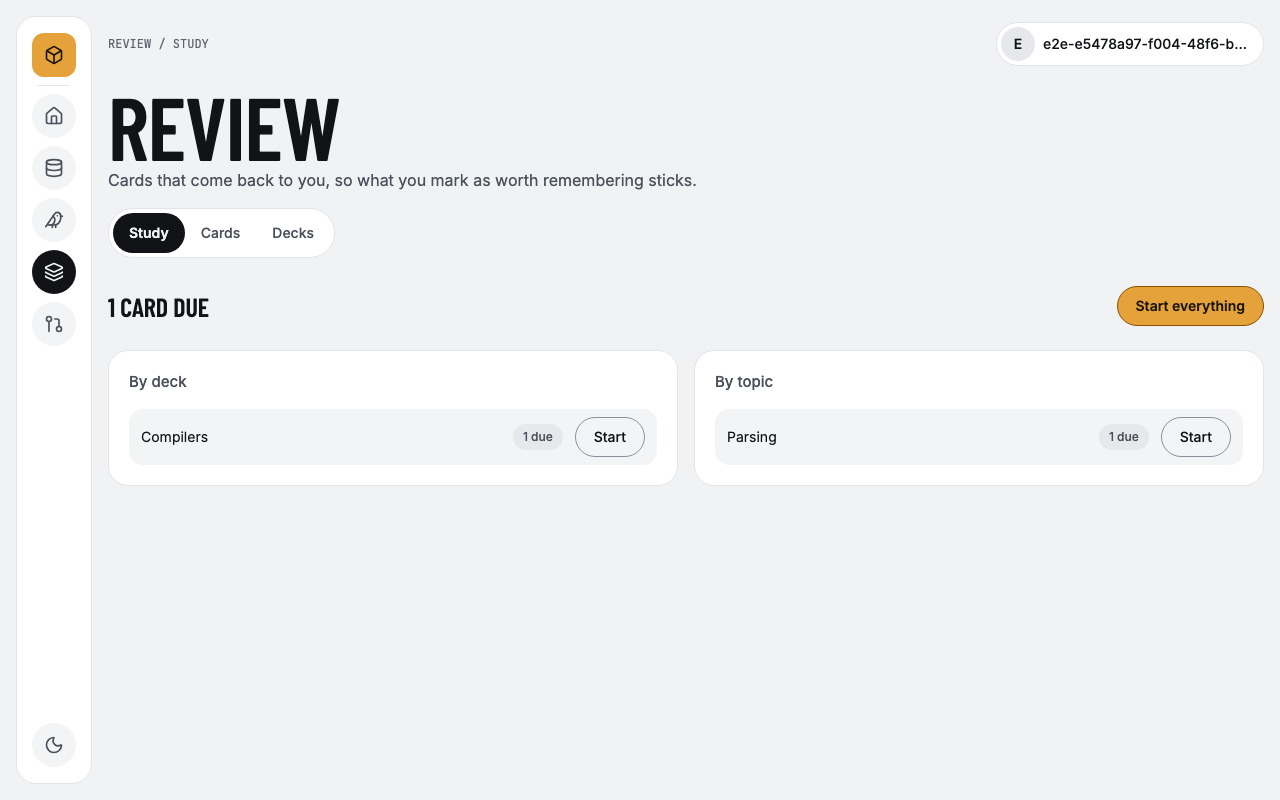 REVIEW / STUDY
E e2e-e5478a97-f004-48f6-b...
REVIEW
Cards that come back to you, so what you mark as worth remembering sticks.
Study Cards Decks
1 CARD DUE
Start everything
By deck
Compilers 1 due Start
By topic
Parsing 1 due Start